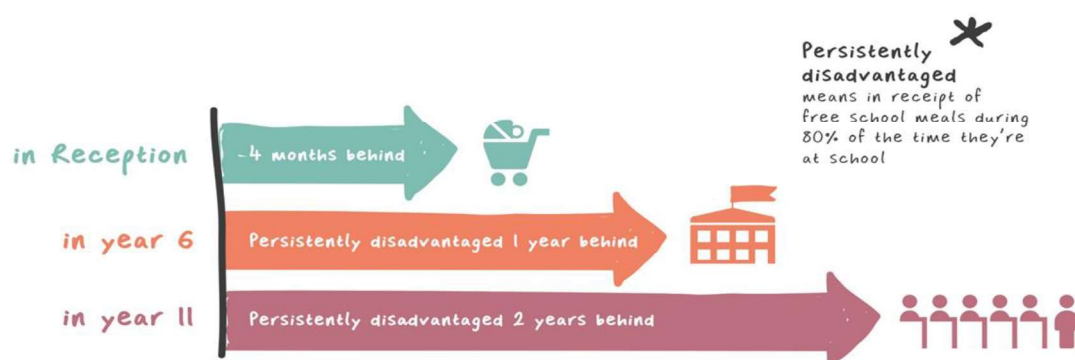 Persistently
disadvantaged
means in receipt of
free school meals during
80% of the time they're
at school
in Reception
-4 months behind
in year 6
Persistently disadvantaged 1 year behind
in year 11
Persistently disadvantaged 2 years behind